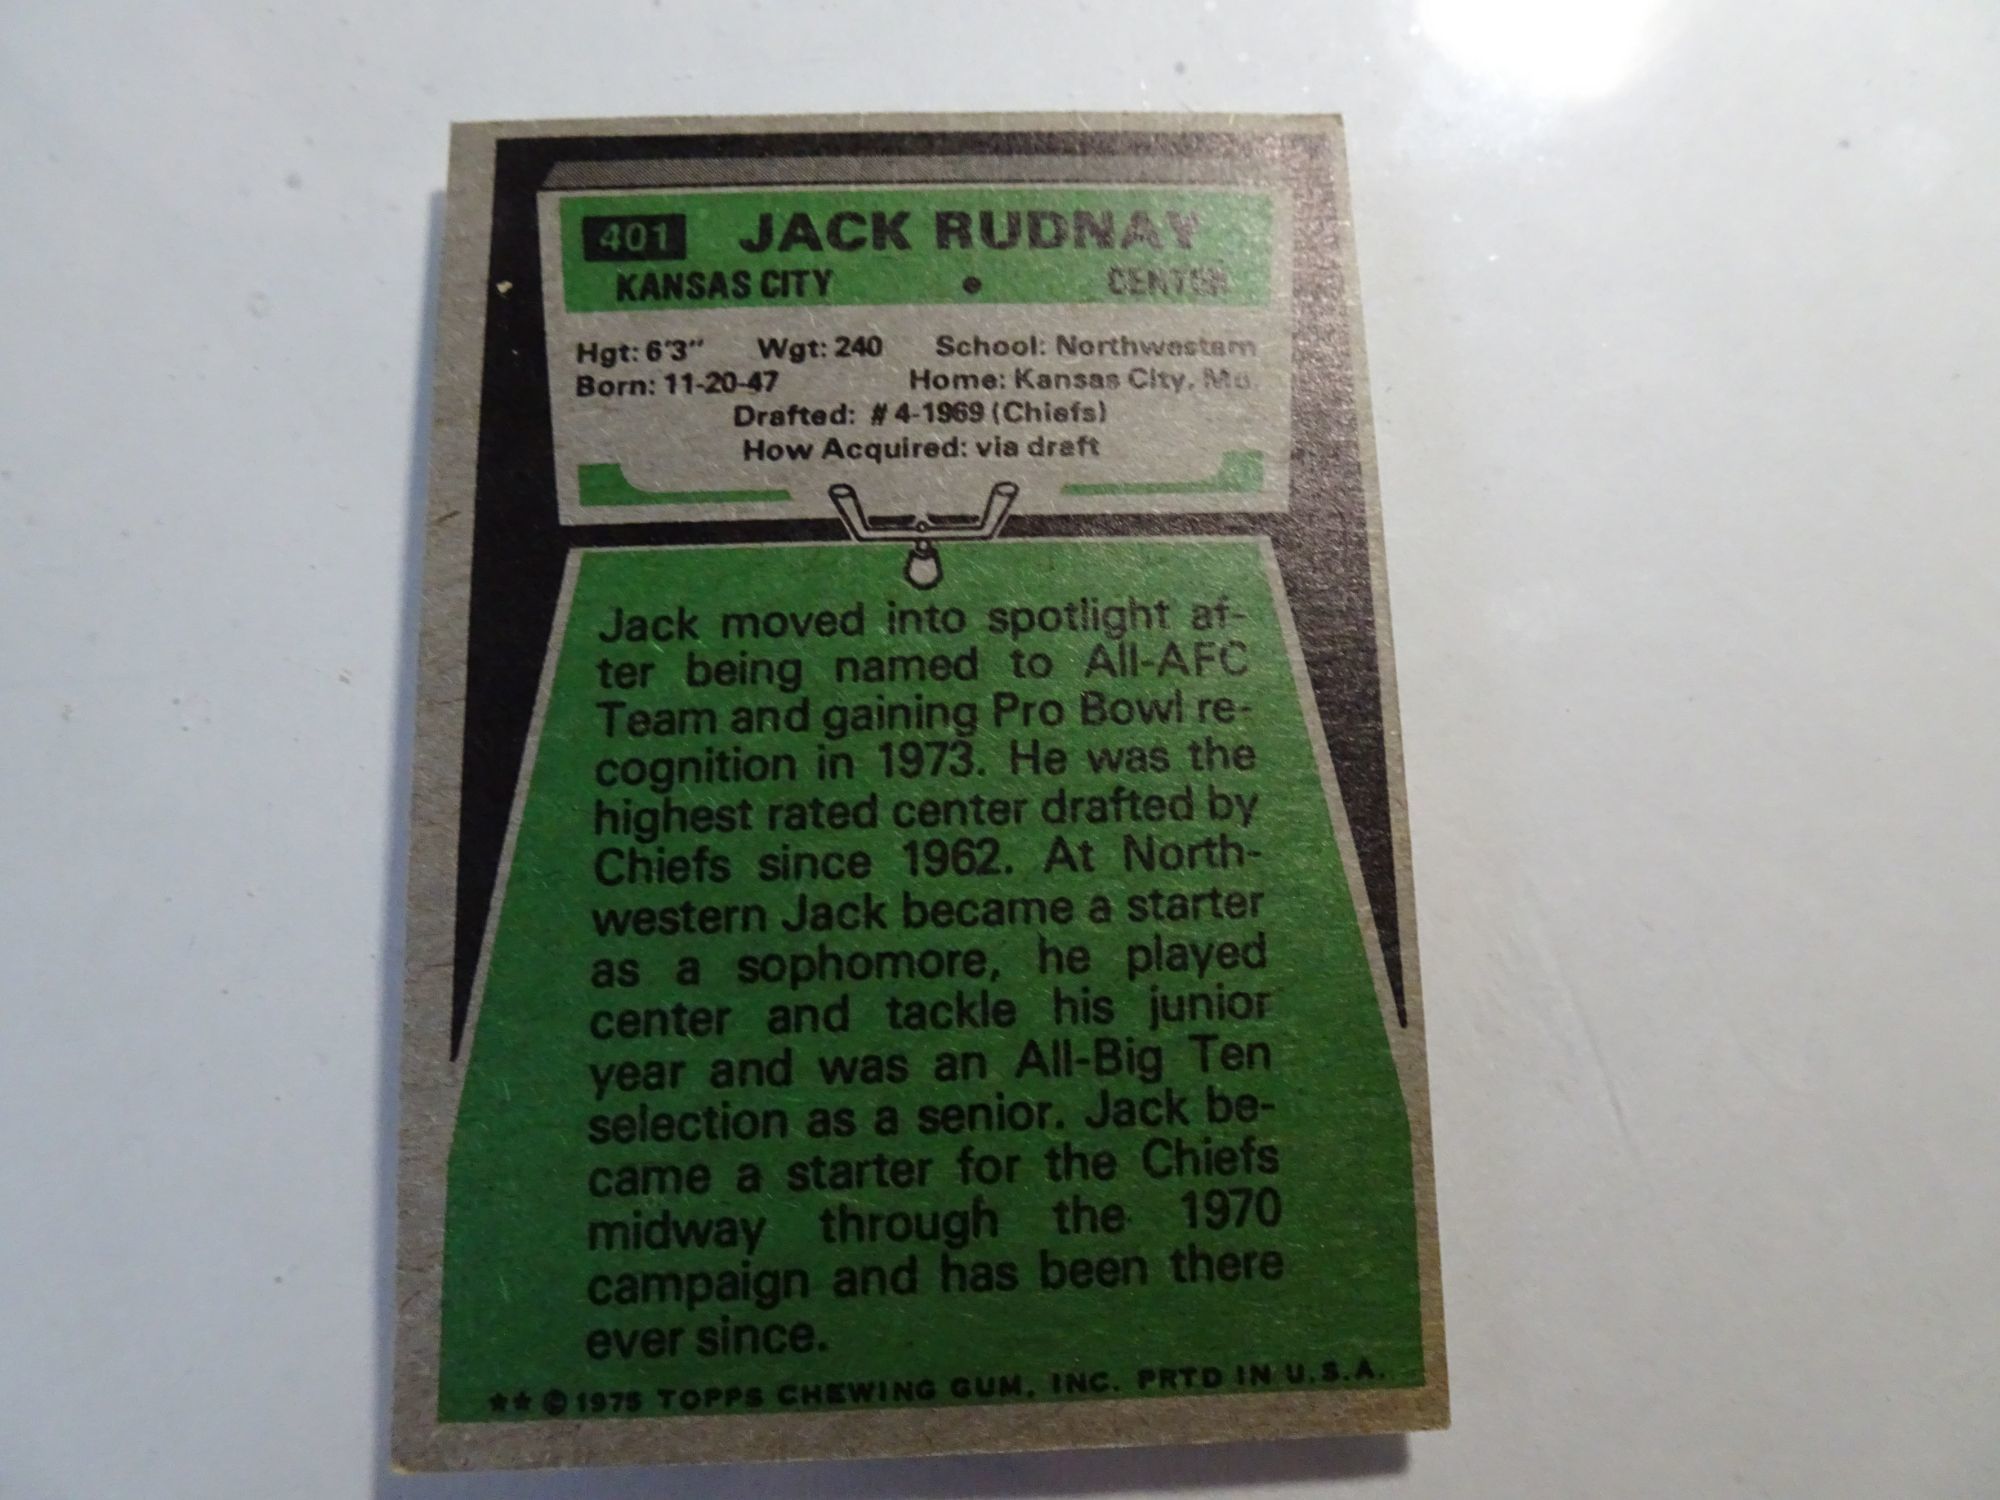 401 JACK RUDNAY
KANSAS CITY • CENTER
Hgt: 6'3" Wgt: 240 School: Northwestern
Born: 11-20-47 Home: Kansas City, Mo.
Drafted: #4-1969 (Chiefs)
How Acquired: via draft
Jack moved into spotlight af-
ter being named to All-AFC
Team and gaining Pro Bowl re-
cognition in 1973. He was the
highest rated center drafted by
Chiefs since 1962. At North-
western Jack became a starter
as a sophomore, he played
center and tackle his junior
year and was an All-Big Ten
selection as a senior. Jack be-
came a starter for the Chiefs
midway through the 1970
campaign and has been there
ever since.
** © 1975 TOPPS CHEWING GUM, INC. PRTD IN U.S.A.